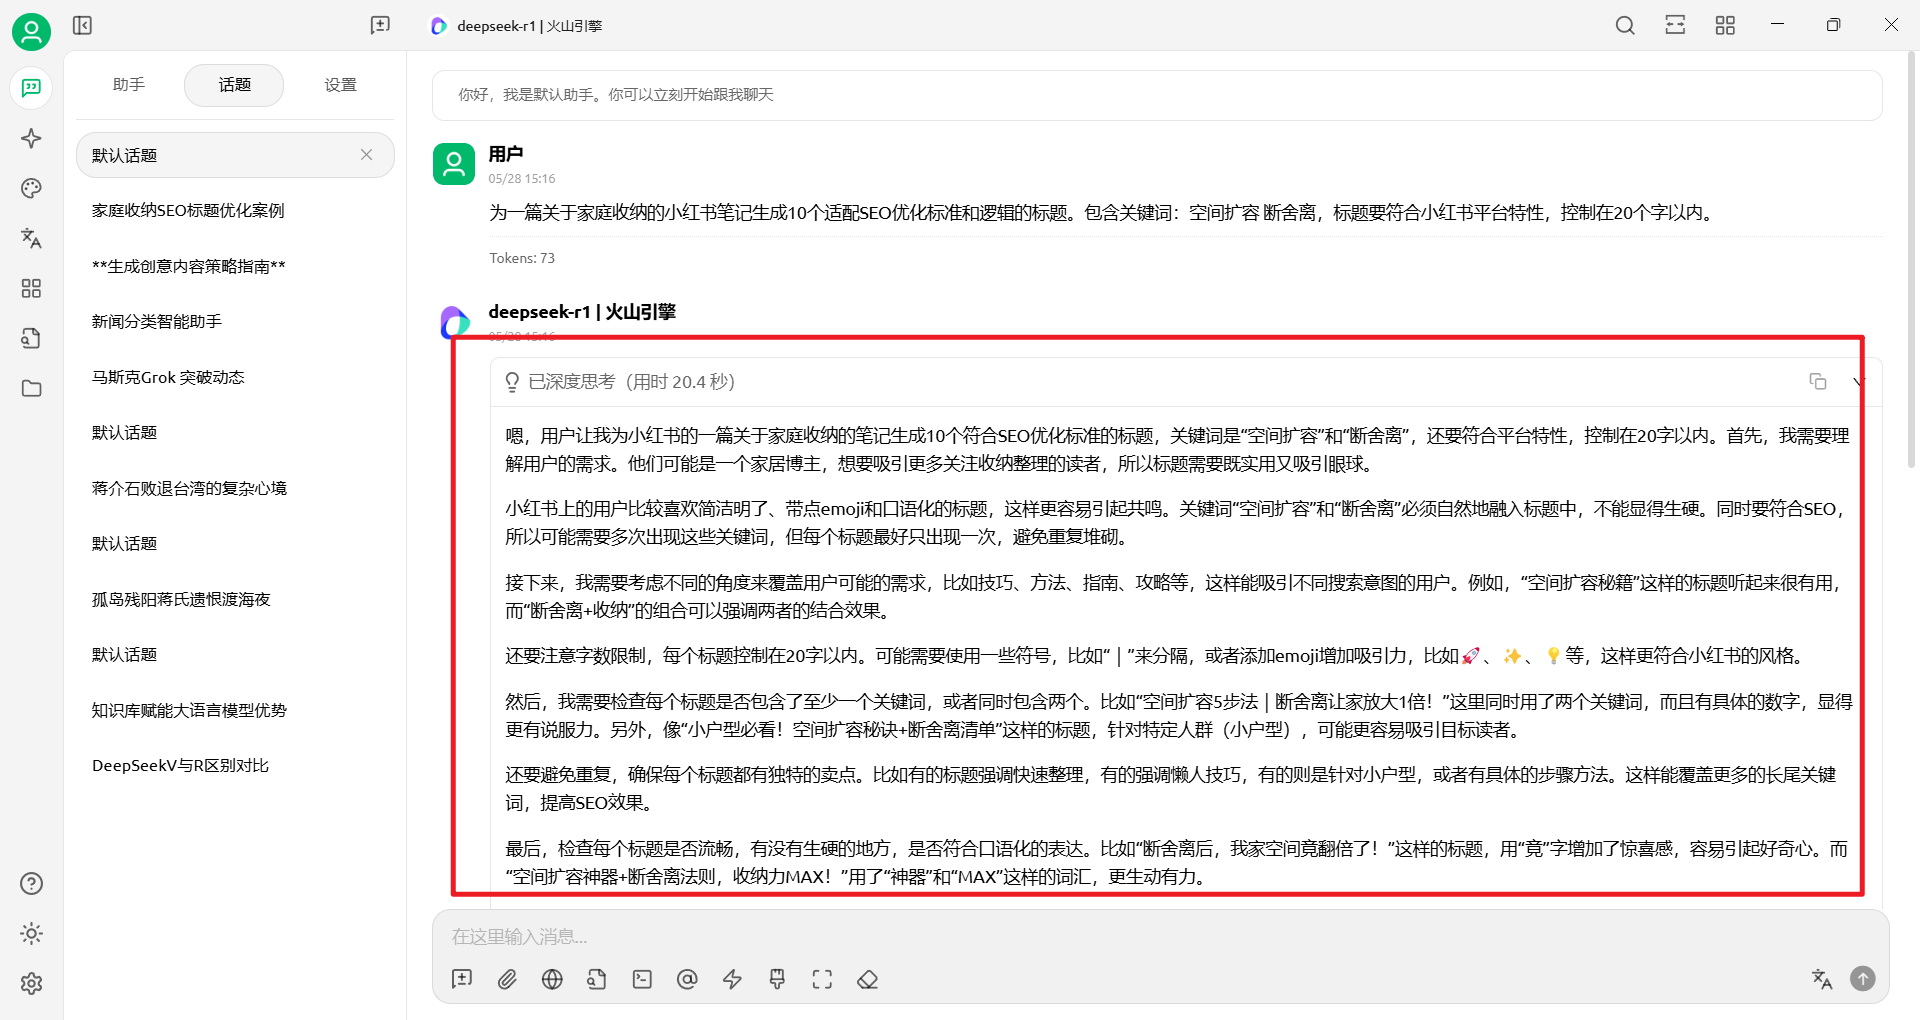 deepseek-r1 | 火山引擎
助手
话题
设置
默认话题
家庭收纳SEO标题优化案例
**生成创意内容策略指南**
新闻分类智能助手
马斯克Grok 突破动态
默认话题
蒋介石败退台湾的复杂心境
默认话题
孤岛残阳蒋氏遗恨渡海夜
默认话题
知识库赋能大语言模型优势
DeepSeekV与R区别对比
你好，我是默认助手。你可以立刻开始跟我聊天
用户
05/28 15:16
为一篇关于家庭收纳的小红书笔记生成10个适配SEO优化标准和逻辑的标题。包含关键词：空间扩容 断舍离，标题要符合小红书平台特性，控制在20个字以内。
Tokens: 73
deepseek-r1 | 火山引擎
05/28 15:16
已深度思考（用时 20.4 秒）
嗯，用户让我为小红书的一篇关于家庭收纳的笔记生成10个符合SEO优化标准的标题，关键词是“空间扩容”和“断舍离”，还要符合平台特性，控制在20字以内。首先，我需要理
解用户的需求。他们可能是一个家居博主，想要吸引更多关注收纳整理的读者，所以标题需要既实用又吸引眼球。
小红书上的用户比较喜欢简洁明了、带点emoji和口语化的标题，这样更容易引起共鸣。关键词“空间扩容”和“断舍离”必须自然地融入标题中，不能显得生硬。同时要符合SEO，
所以可能需要多次出现这些关键词，但每个标题最好只出现一次，避免重复堆砌。
接下来，我需要考虑不同的角度来覆盖用户可能的需求，比如技巧、方法、指南、攻略等，这样能吸引不同搜索意图的用户。例如，“空间扩容秘籍”这样的标题听起来很有用，
而“断舍离+收纳”的组合可以强调两者的结合效果。
还要注意字数限制，每个标题控制在20字以内。可能需要使用一些符号，比如“｜”来分隔，或者添加emoji增加吸引力，比如🚀、✨、💡等，这样更符合小红书的风格。
然后，我需要检查每个标题是否包含了至少一个关键词，或者同时包含两个。比如“空间扩容5步法｜断舍离让家放大1倍！”这里同时用了两个关键词，而且有具体的数字，显得
更有说服力。另外，像“小户型必看！空间扩容秘诀+断舍离清单”这样的标题，针对特定人群（小户型），可能更容易吸引目标读者。
还要避免重复，确保每个标题都有独特的卖点。比如有的标题强调快速整理，有的强调懒人技巧，有的则是针对小户型，或者有具体的步骤方法。这样能覆盖更多的长尾关键
词，提高SEO效果。
最后，检查每个标题是否流畅，有没有生硬的地方，是否符合口语化的表达。比如“断舍离后，我家空间竟翻倍了！”这样的标题，用“竟”字增加了惊喜感，容易引起好奇心。而
“空间扩容神器+断舍离法则，收纳力MAX！”用了“神器”和“MAX”这样的词汇，更生动有力。
在这里输入消息...